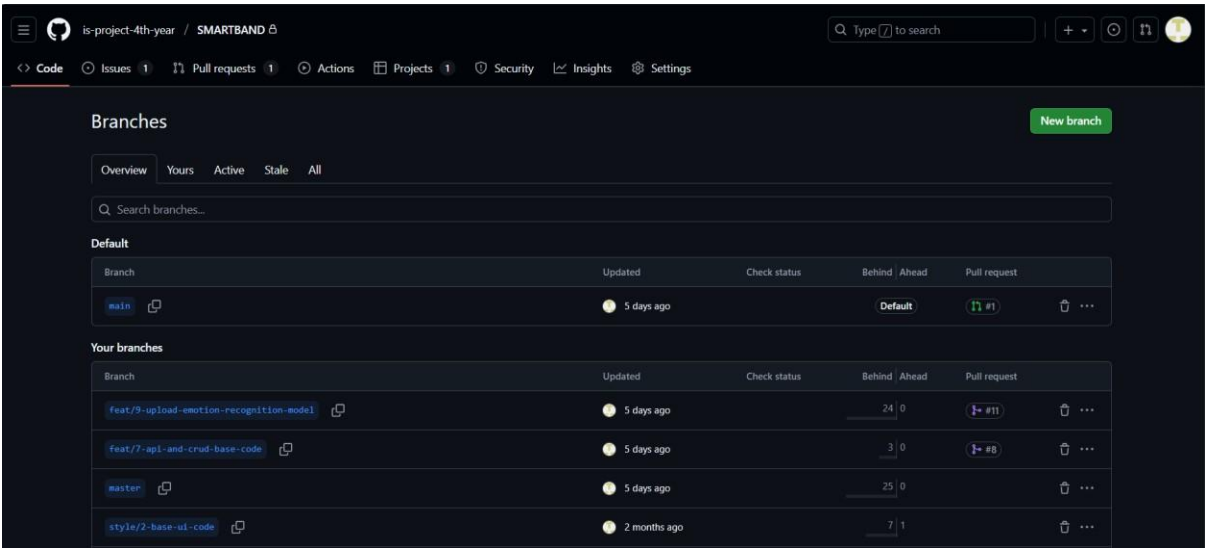 is-project-4th-year / SMARTBAND
Type / to search
<> Code Issues 1 Pull requests 1 Actions Projects 1 Security Insights Settings
Branches
New branch
Overview Yours Active Stale All
Search branches...
Default
Branch Updated Check status Behind Ahead Pull request
main 5 days ago Default #1
Your branches
Branch Updated Check status Behind Ahead Pull request
feat/9-upload-emotion-recognition-model 5 days ago 24 0 #11
feat/7-api-and-crud-base-code 5 days ago 3 0 #8
master 5 days ago 25 0
style/2-base-ui-code 2 months ago 7 1